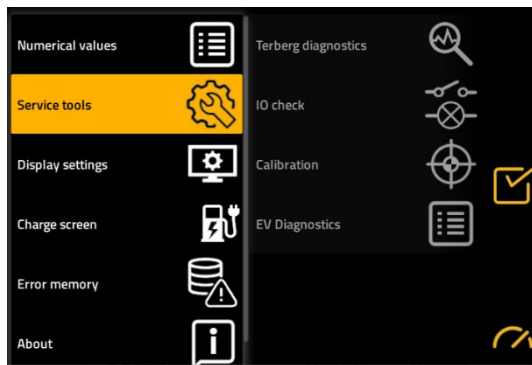 Numerical values
Service tools
Display settings
Charge screen
Error memory
About
Terberg diagnostics
IO check
Calibration
EV Diagnostics